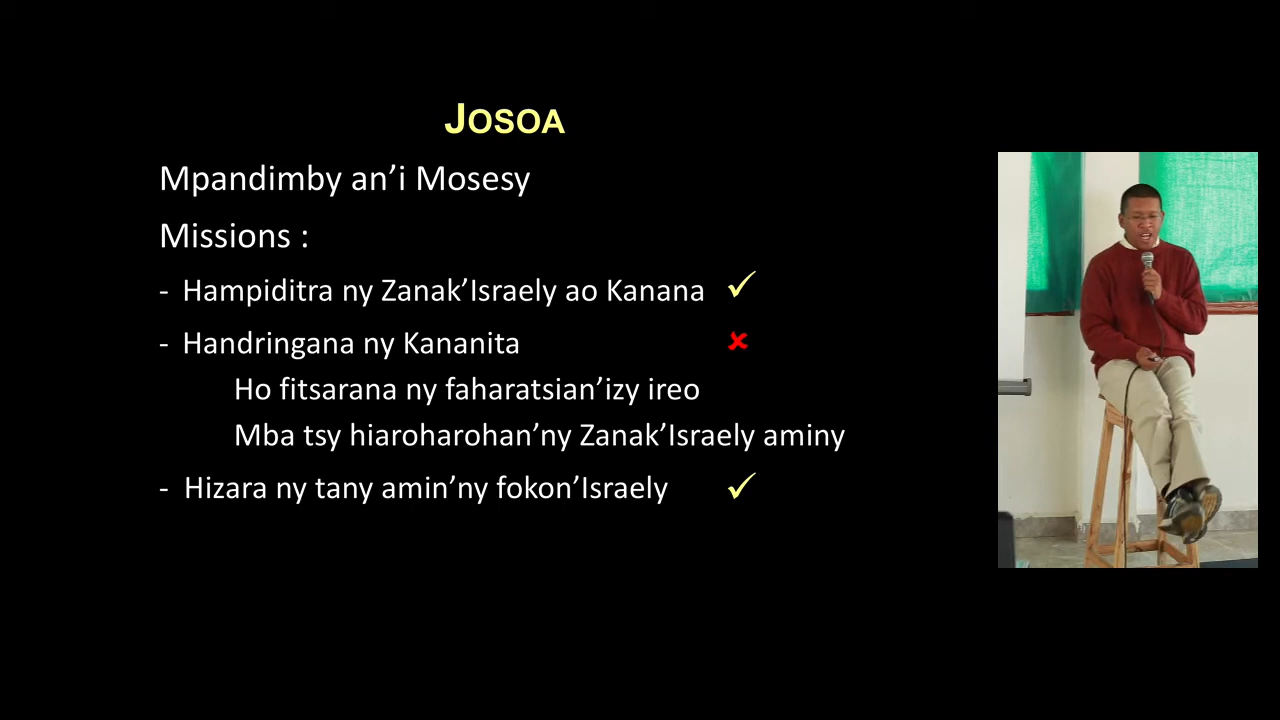 JOSOA
Mpandimby an’i Mosesy
Missions :
- Hampiditra ny Zanak’Israely ao Kanana ✓
- Handringana ny Kananita ✘
Ho fitsarana ny faharatsian’izy ireo
Mba tsy hiaroharohan’ny Zanak’Israely aminy
- Hizara ny tany amin’ny fokon’Israely ✓